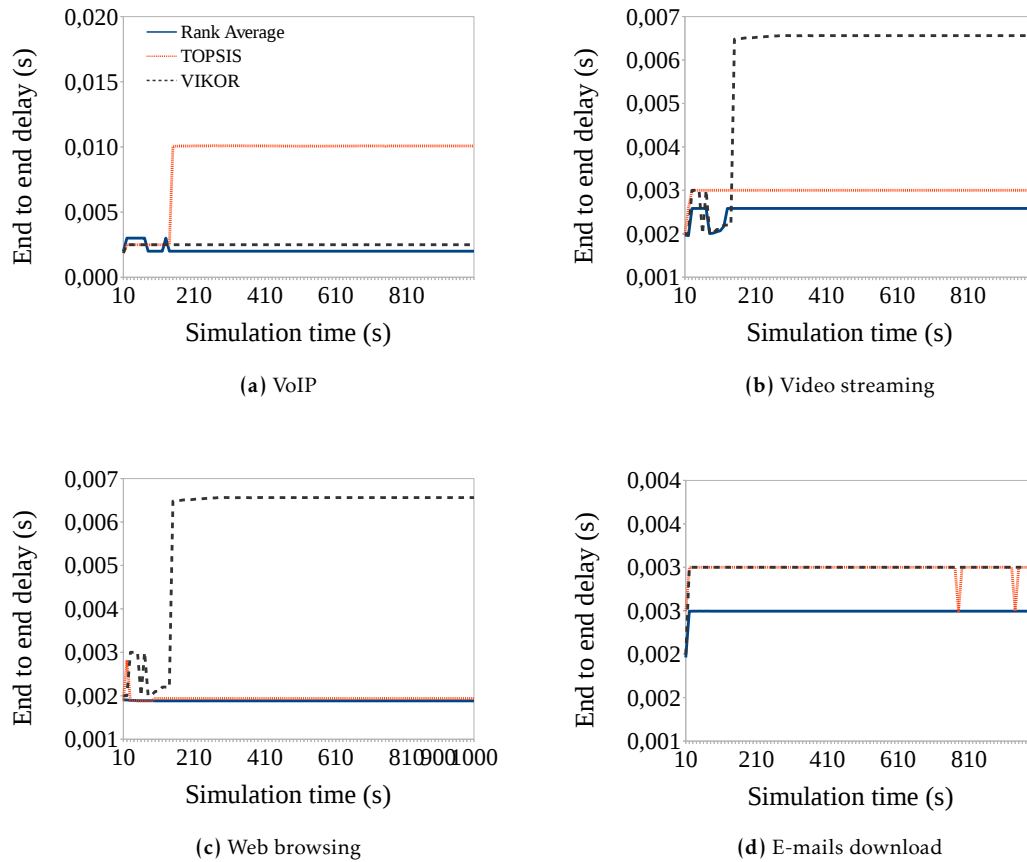 0,020
0,015
0,010
0,005
0,000
End to end delay (s)
Rank Average
TOPSIS
VIKOR
10 210 410 610 810
Simulation time (s)
(a) VoIP
0,007
0,006
0,004
0,003
0,002
0,001
End to end delay (s)
10 210 410 610 810
Simulation time (s)
(b) Video streaming
0,007
0,006
0,004
0,003
0,002
0,001
End to end delay (s)
10 210 410 610 810 900 1000
Simulation time (s)
(c) Web browsing
0,004
0,004
0,003
0,003
0,002
0,002
0,001
End to end delay (s)
10 210 410 610 810
Simulation time (s)
(d) E-mails download